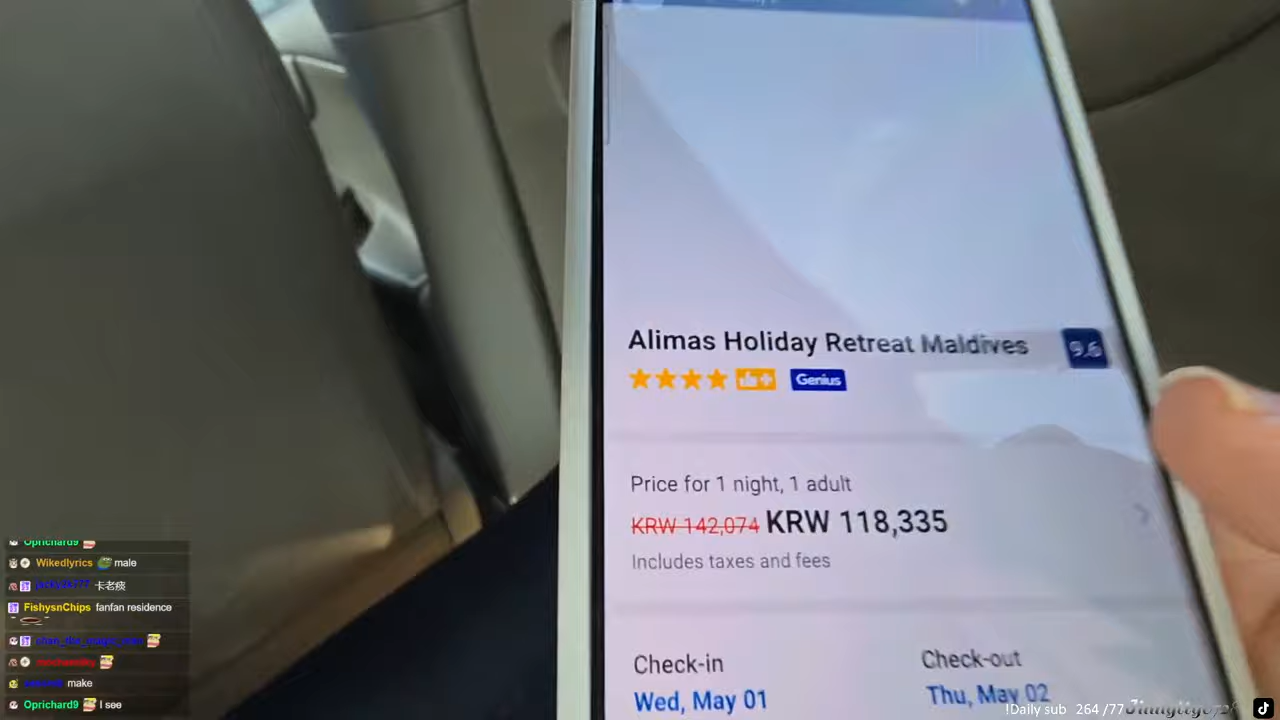 Alimas Holiday Retreat Maldives
9.6
Genius
Price for 1 night, 1 adult
KRW 142,074 KRW 118,335
Includes taxes and fees
Check-in
Check-out
Wed, May 01
Thu, May 02
Oprichard9
Wikedlyrics male
卡老痰
FishysnChips fanfan residence
make
Oprichard9 I see
!Daily sub 264 /77